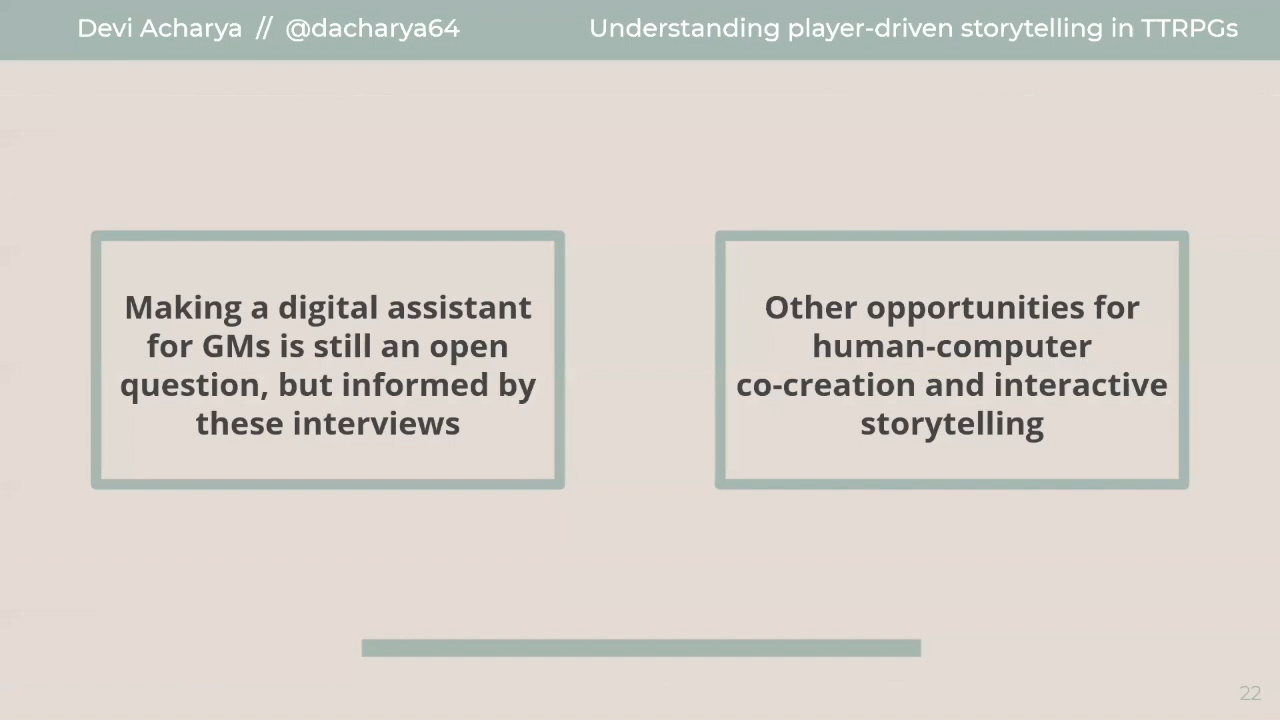 Devi Acharya // @dacharya64
Understanding player-driven storytelling in TTRPGs
Making a digital assistant
for GMs is still an open
question, but informed by
these interviews
Other opportunities for
human-computer
co-creation and interactive
storytelling
22